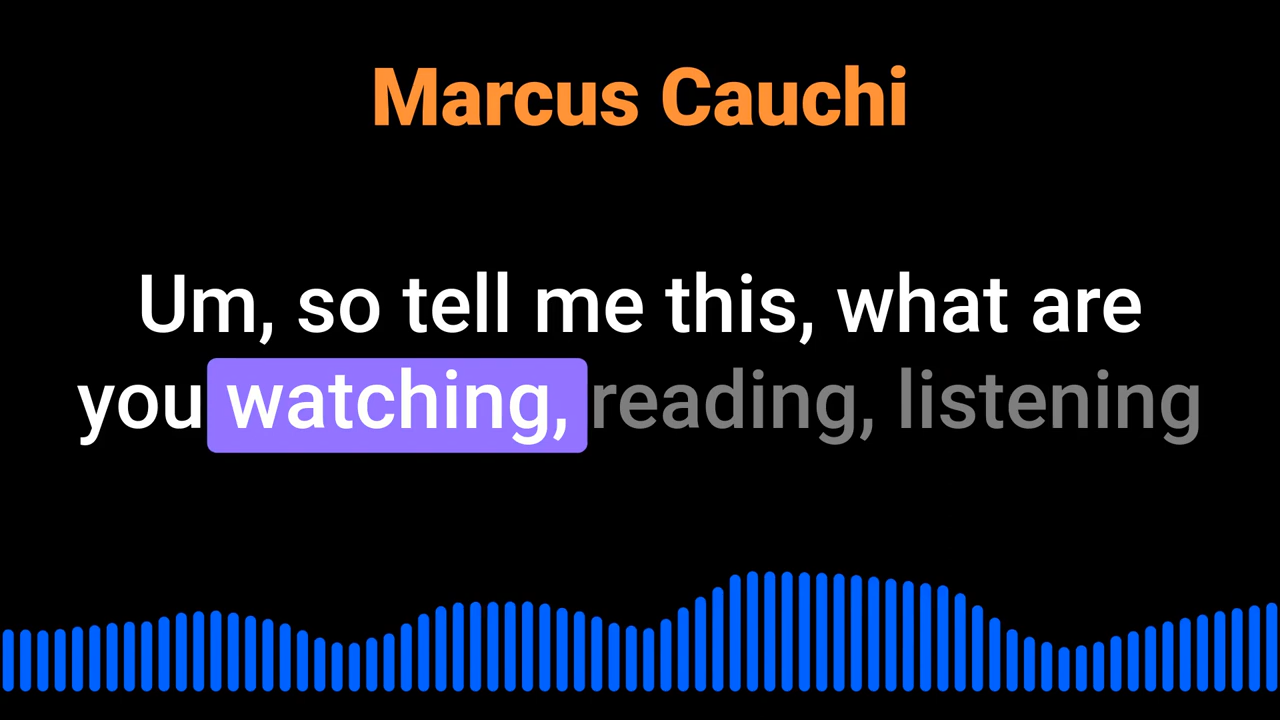 Marcus Cauchi
Um, so tell me this, what are
you watching, reading, listening